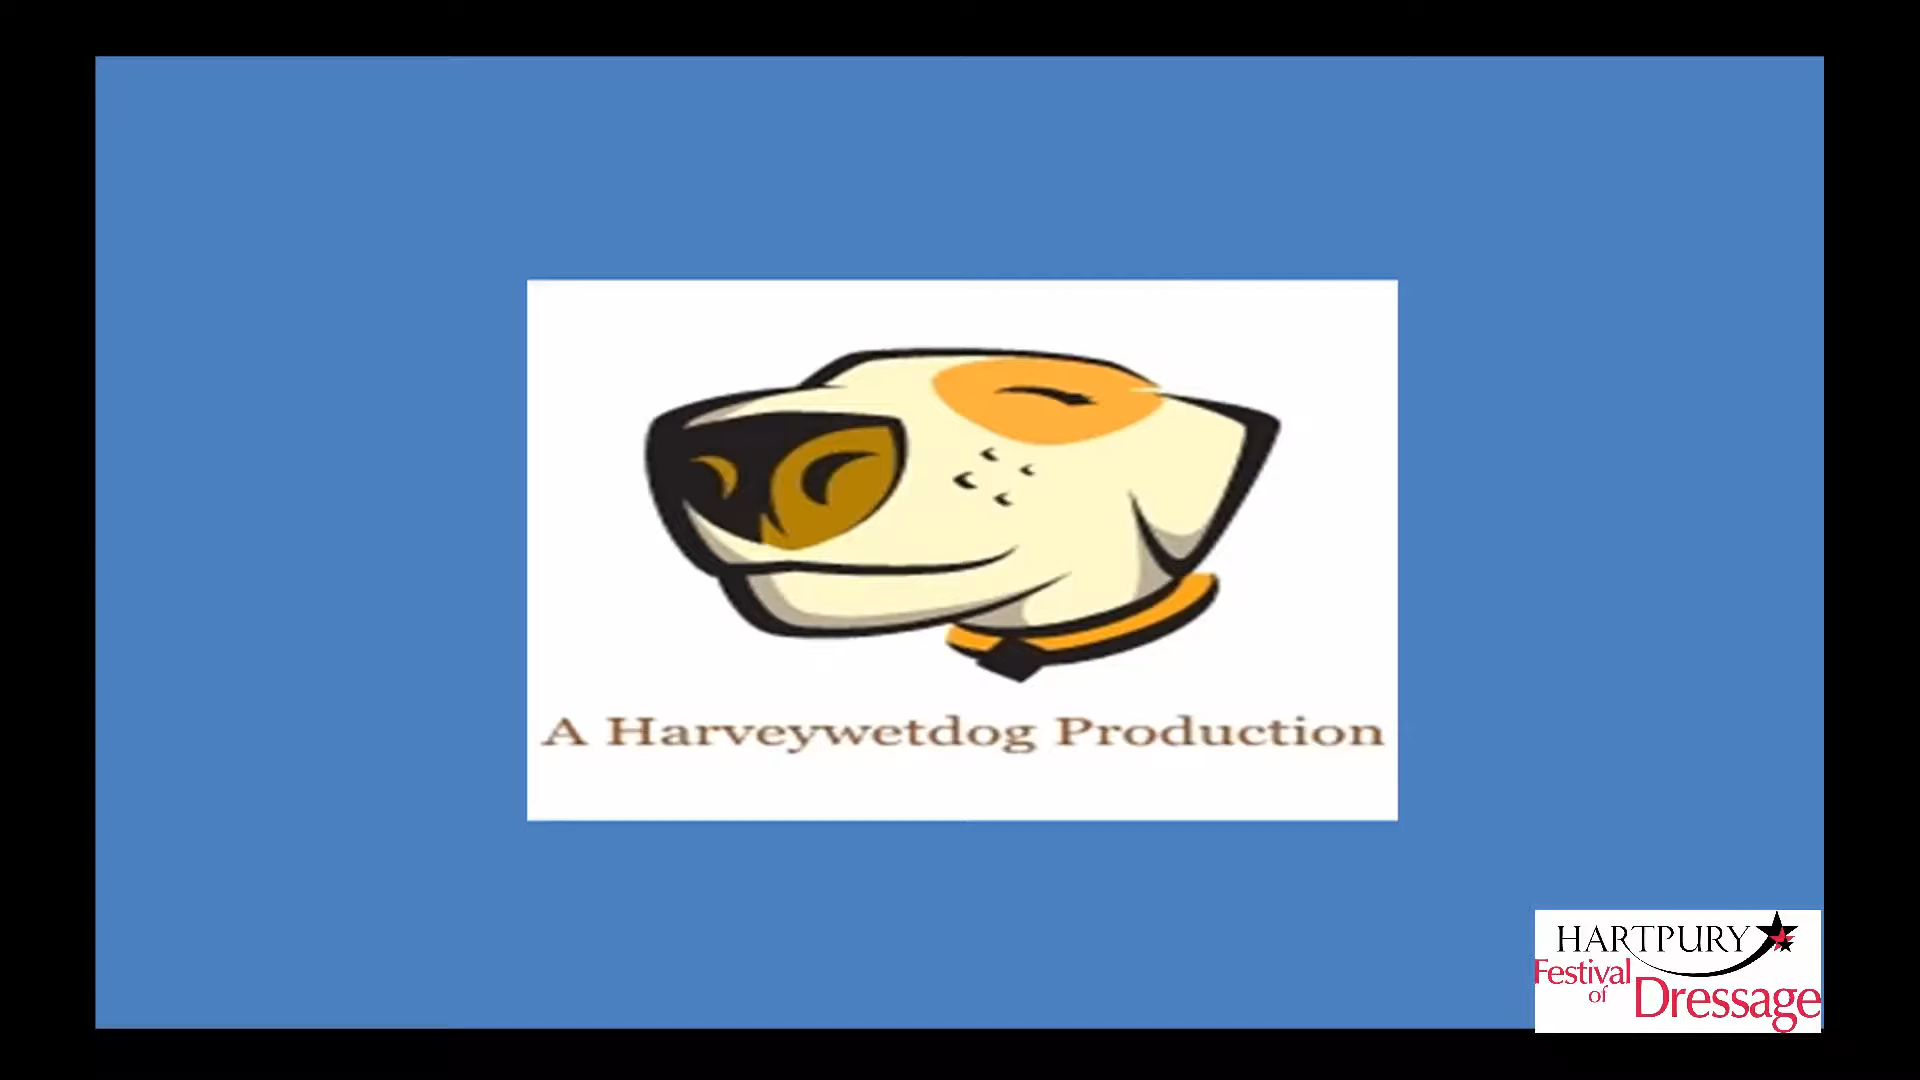 A Harveywetdog Production
HARTPURY
Festival
of
Dressage